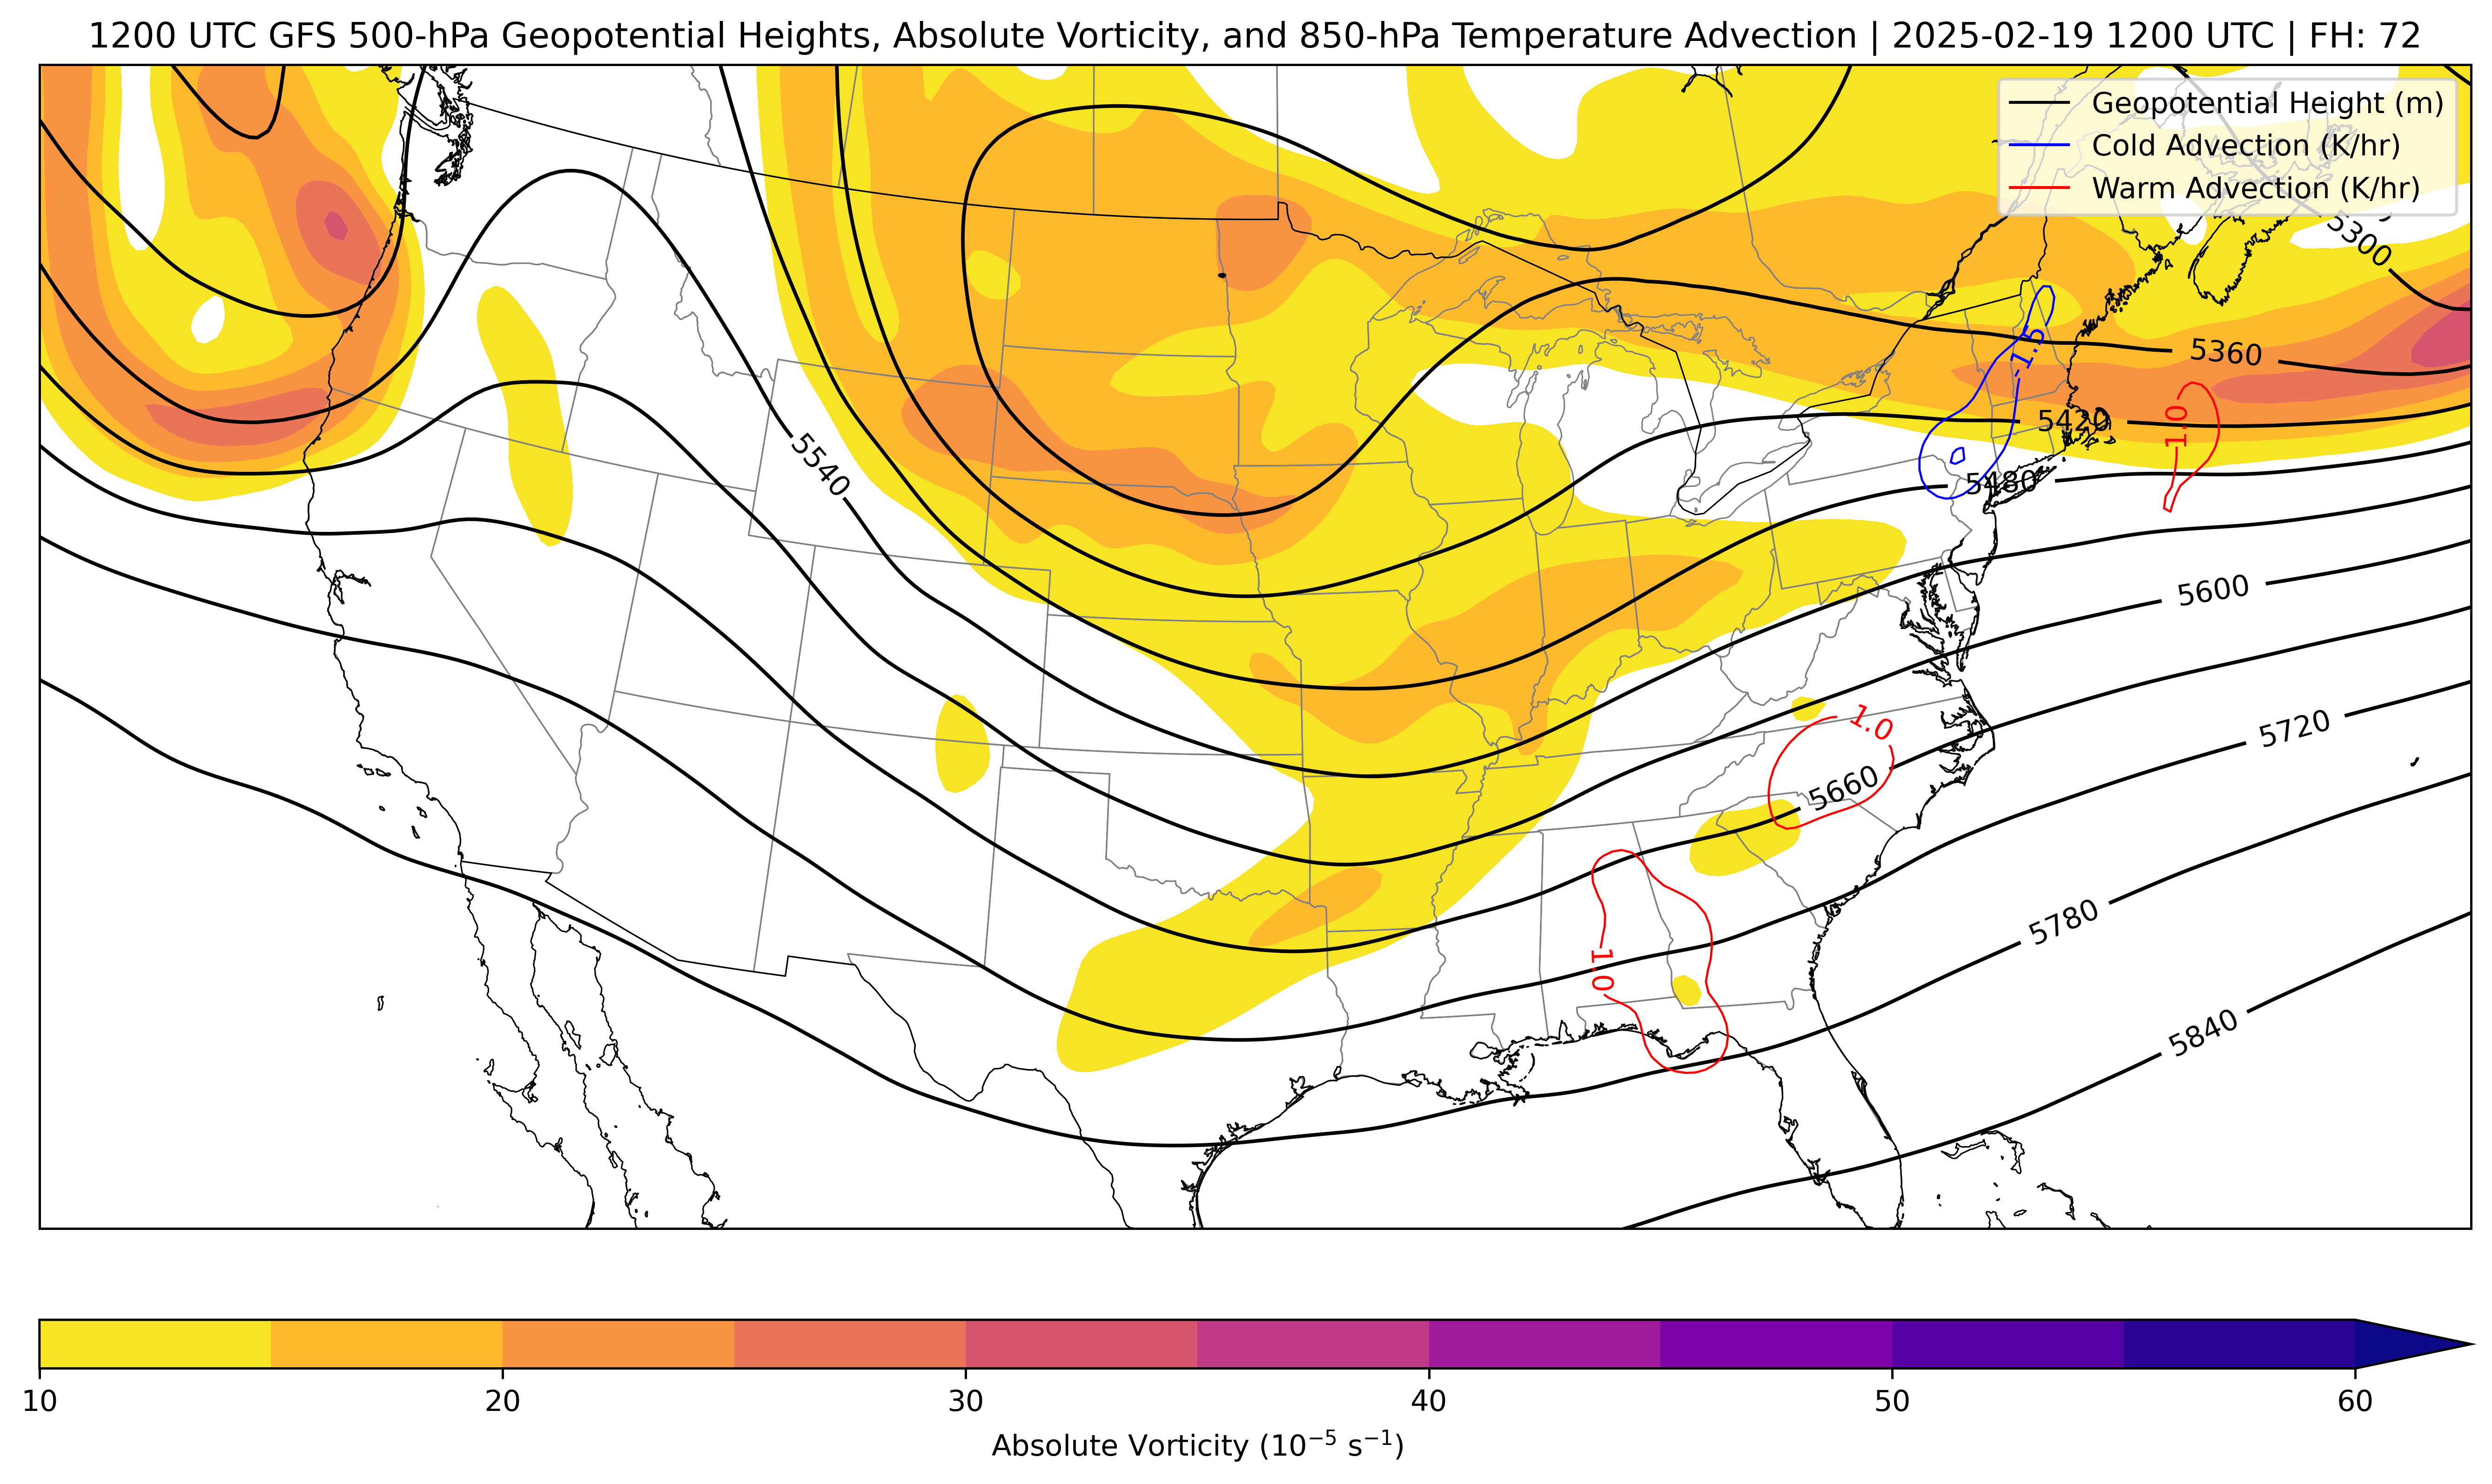 1200 UTC GFS 500-hPa Geopotential Heights, Absolute Vorticity, and 850-hPa Temperature Advection | 2025-02-19 1200 UTC | FH: 72
Geopotential Height (m)
Cold Advection (K/hr)
Warm Advection (K/hr)
5300
-1.5
5360
1.0
5420
5540
5480
5600
1.0
5720
5660
5780
1.0
5840
10 20 30 40 50 60
Absolute Vorticity (10⁻⁵ s⁻¹)